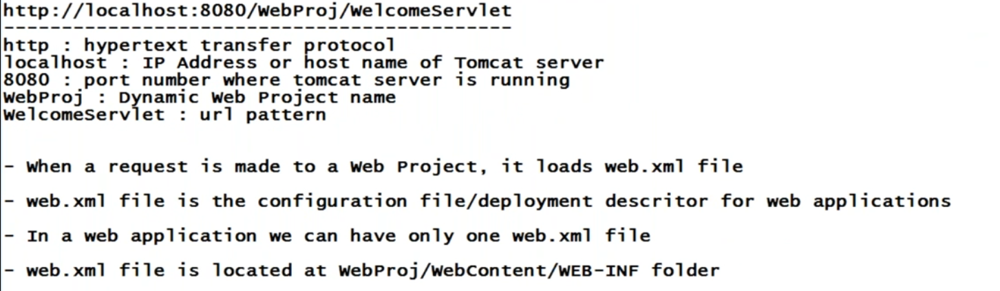 http://localhost:8080/WebProj/WelcomeServlet
--------------------------------------------
http : hypertext transfer protocol
localhost : IP Address or host name of Tomcat server
8080 : port number where tomcat server is running
WebProj : Dynamic Web Project name
WelcomeServlet : url pattern
- When a request is made to a Web Project, it loads web.xml file
- web.xml file is the configuration file/deployment descritor for web applications
- In a web application we can have only one web.xml file
- web.xml file is located at WebProj/WebContent/WEB-INF folder